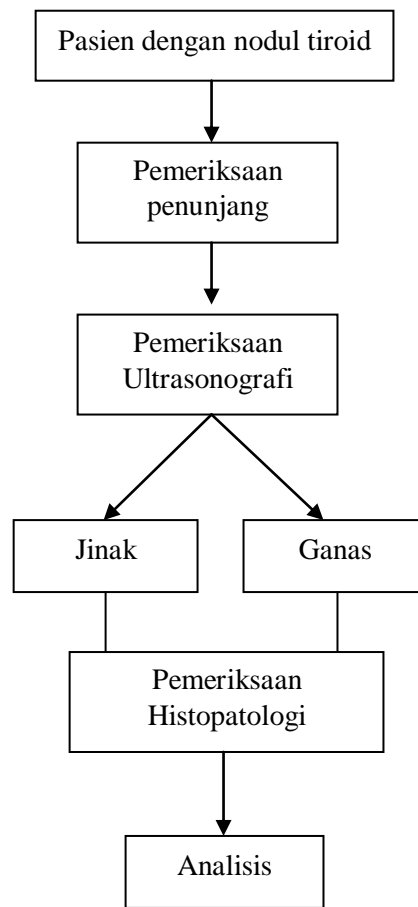 Pasien dengan nodul tiroid
Pemeriksaan
penunjang
Pemeriksaan
Ultrasonografi
Jinak
Ganas
Pemeriksaan
Histopatologi
Analisis